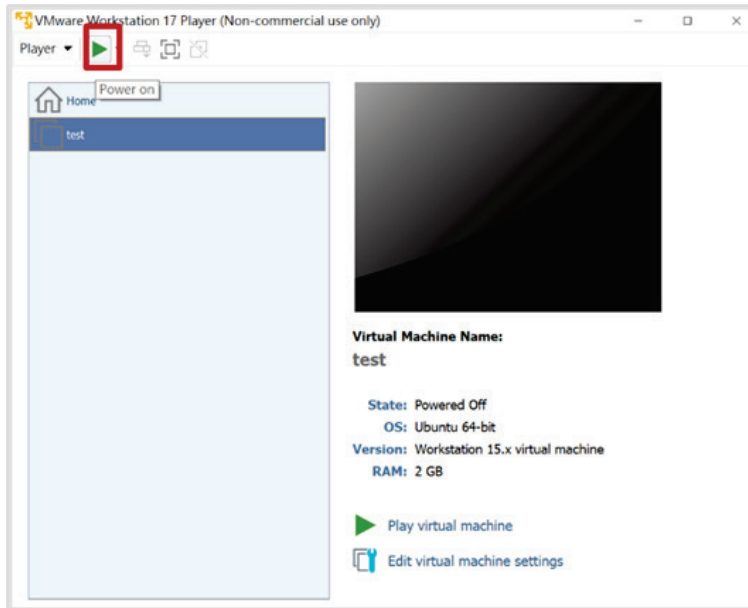 VMware Workstation 17 Player (Non-commercial use only)
Player
Power on
Home
test
Virtual Machine Name:
test
State: Powered Off
OS: Ubuntu 64-bit
Version: Workstation 15.x virtual machine
RAM: 2 GB
Play virtual machine
Edit virtual machine settings